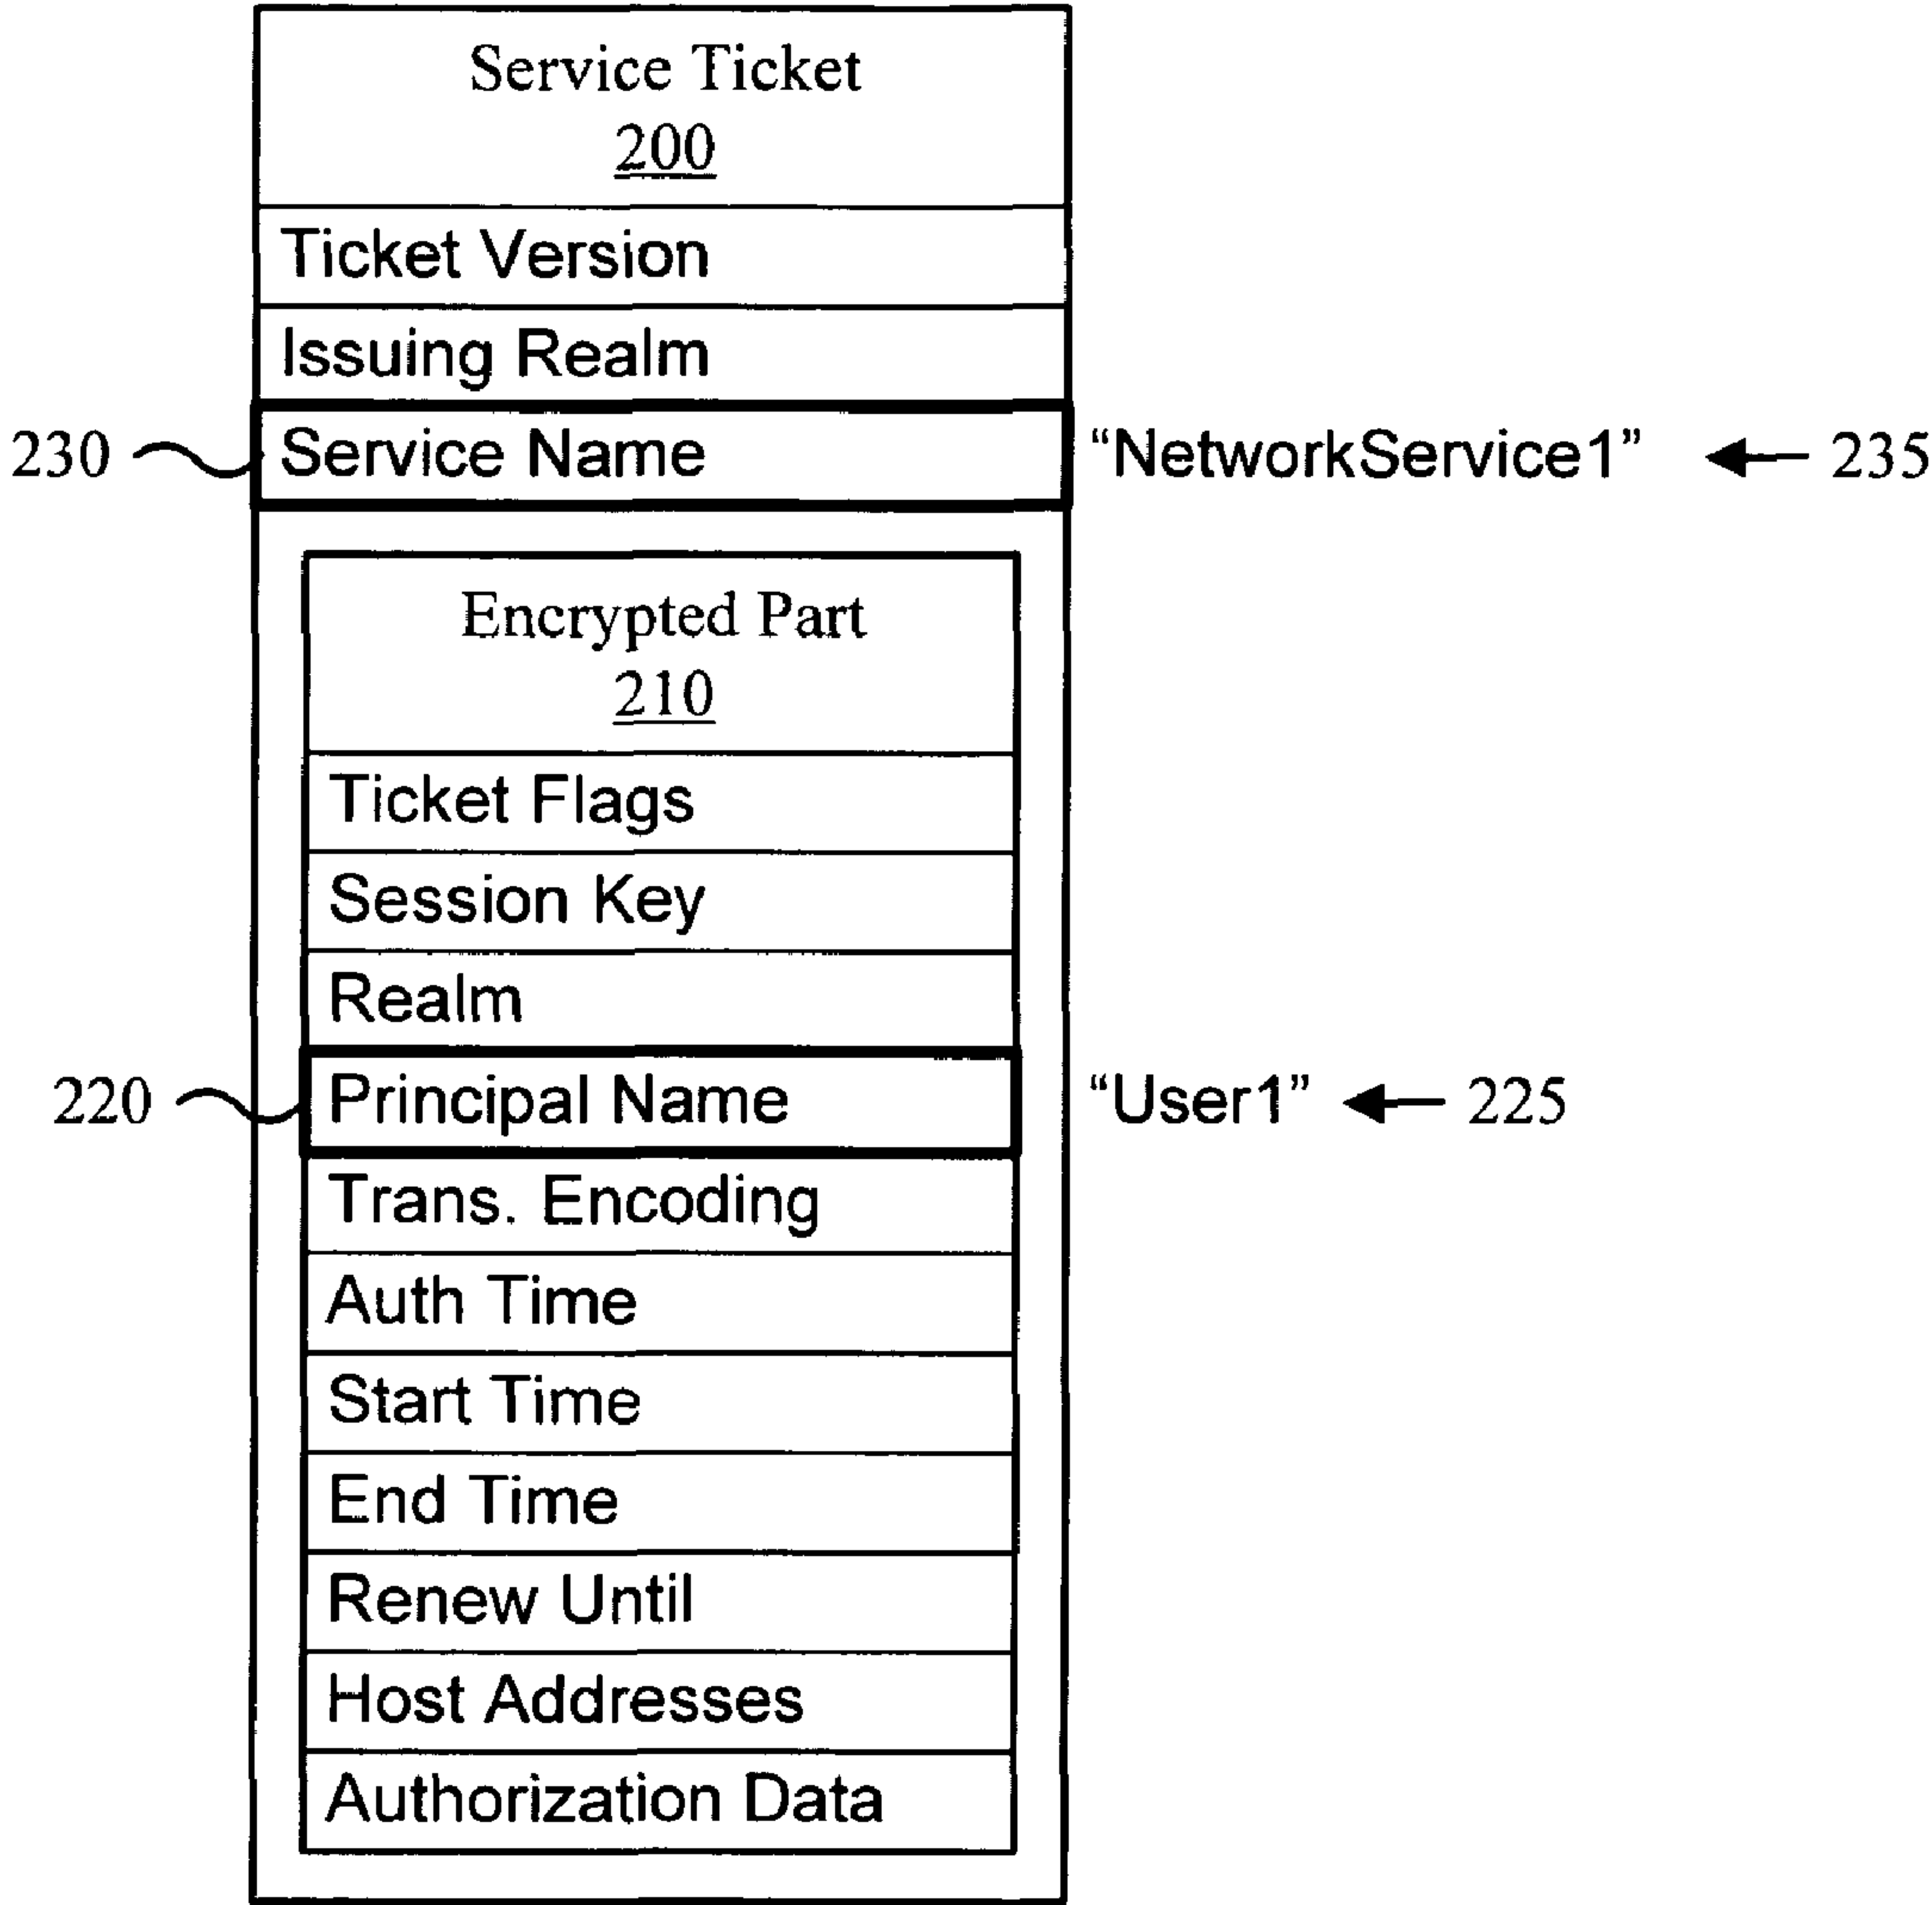 Service Ticket
200
Ticket Version
Issuing Realm
230 Service Name “NetworkService1” 235
Encrypted Part
210
Ticket Flags
Session Key
Realm
220 Principal Name “User1” 225
Trans. Encoding
Auth Time
Start Time
End Time
Renew Until
Host Addresses
Authorization Data